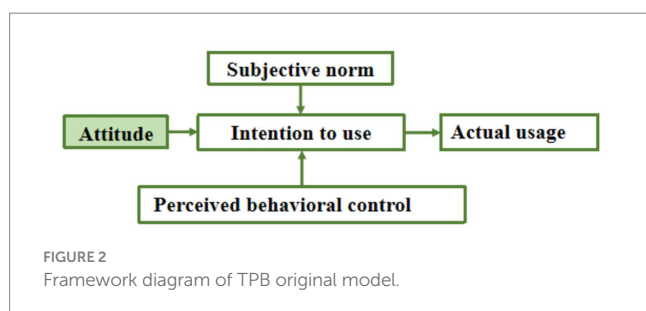 Subjective norm
Attitude
Intention to use
Actual usage
Perceived behavioral control
FIGURE 2
Framework diagram of TPB original model.